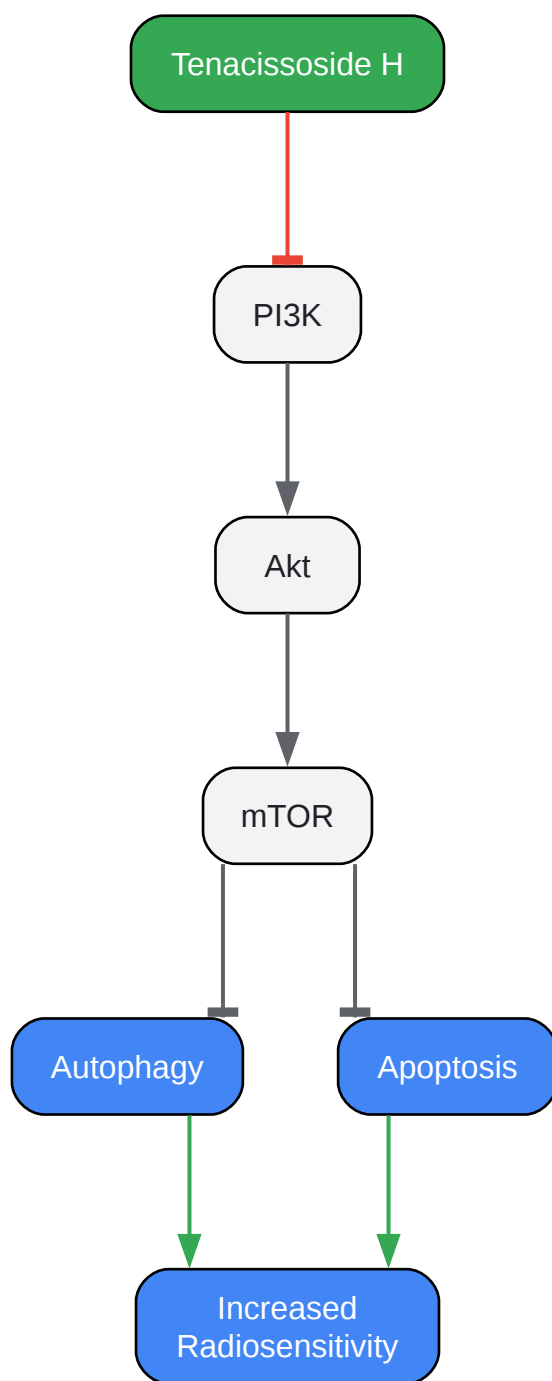 Tenacissoside H
PI3K
Akt
mTOR
Autophagy
Apoptosis
Increased
Radiosensitivity